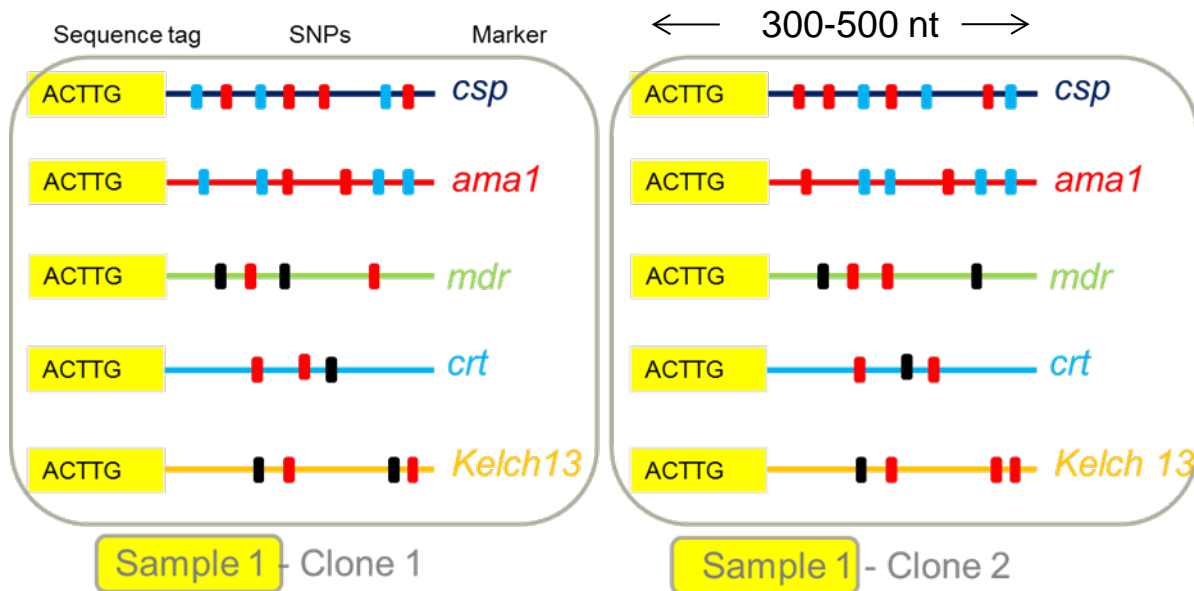 Sequence tag SNPs Marker
ACTTG csp
ACTTG ama1
ACTTG mdr
ACTTG crt
ACTTG Kelch13
Sample 1 - Clone 1
300-500 nt
ACTTG csp
ACTTG ama1
ACTTG mdr
ACTTG crt
ACTTG Kelch 13
Sample 1 - Clone 2